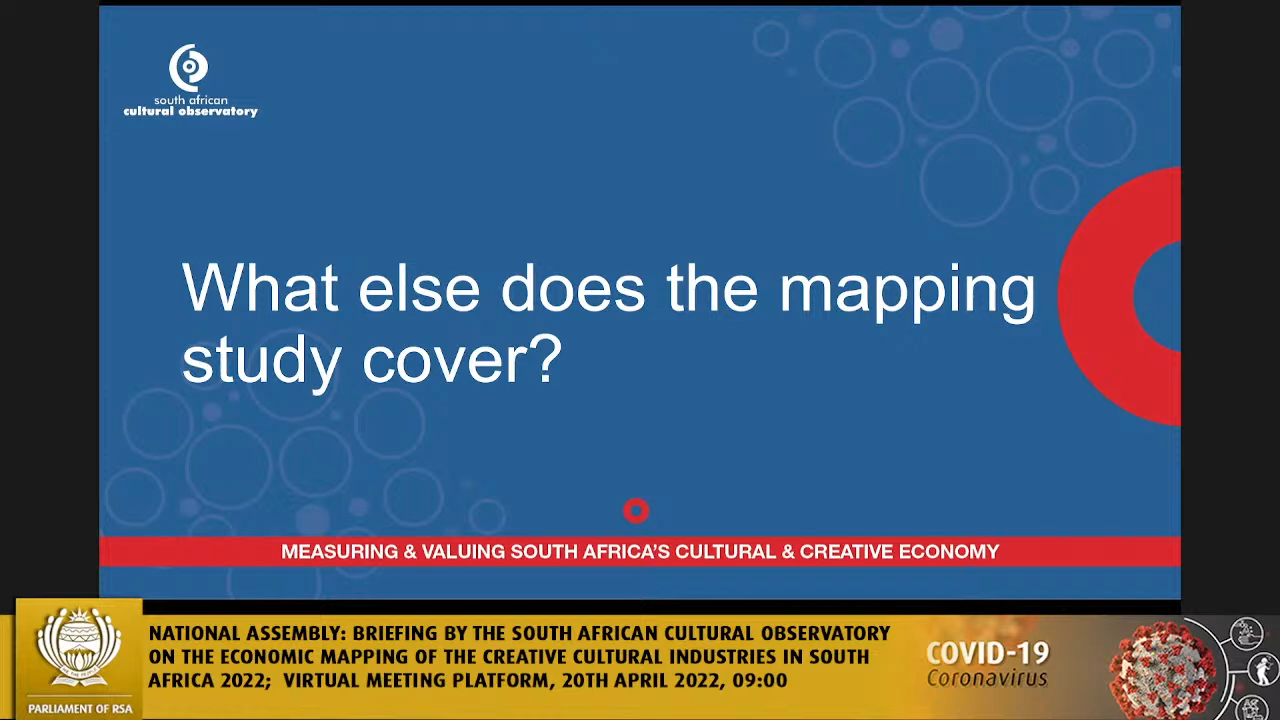 south african
cultural observatory
What else does the mapping
study cover?
MEASURING & VALUING SOUTH AFRICA'S CULTURAL & CREATIVE ECONOMY
NATIONAL ASSEMBLY: BRIEFING BY THE SOUTH AFRICAN CULTURAL OBSERVATORY
ON THE ECONOMIC MAPPING OF THE CREATIVE CULTURAL INDUSTRIES IN SOUTH
AFRICA 2022; VIRTUAL MEETING PLATFORM, 20TH APRIL 2022, 09:00
PARLIAMENT OF RSA
COVID-19
Coronavirus